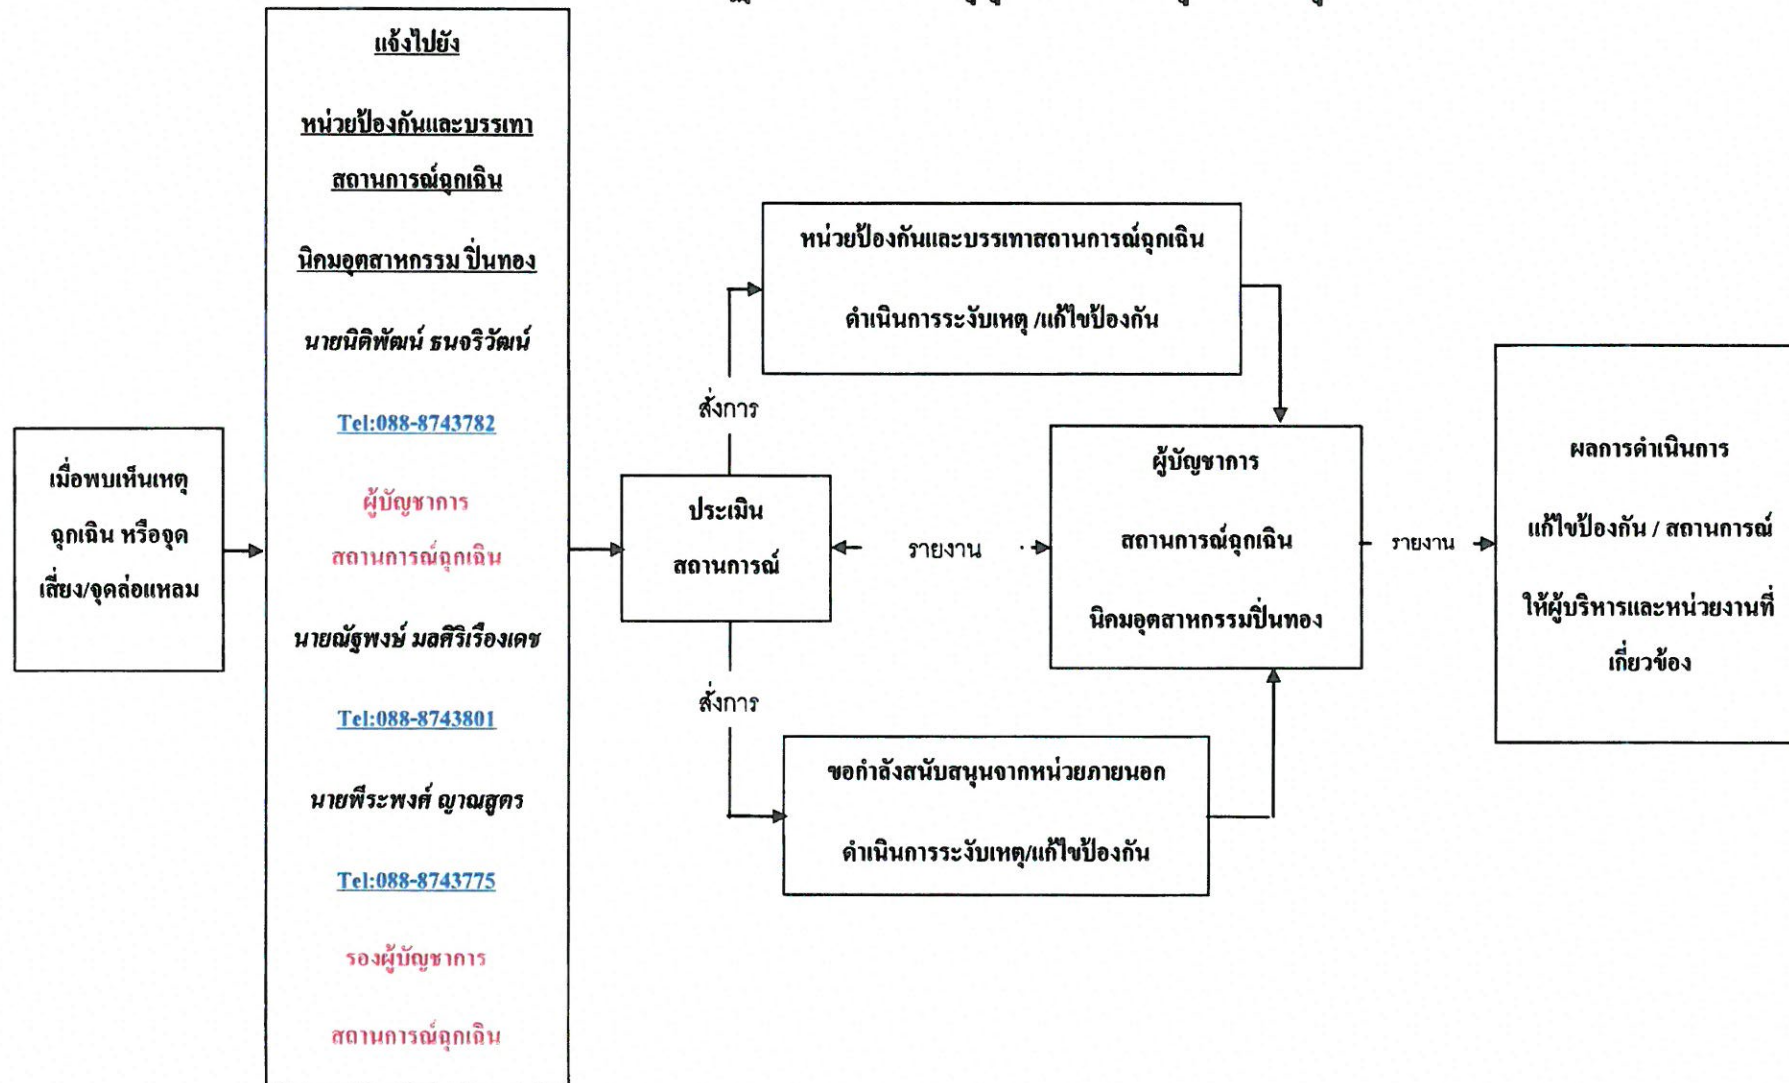 เมื่อพบเห็นเหตุ
ฉุกเฉิน หรือจุด
เสี่ยง/จุดล่อแหลม
แจ้งไปยัง
หน่วยป้องกันและบรรเทา
สถานการณ์ฉุกเฉิน
นิคมอุตสาหกรรม ปิ่นทอง
นายนิติพัฒน์ ธนจริวัฒน์
Tel:088-8743782
ผู้บัญชาการ
สถานการณ์ฉุกเฉิน
นายณัฐพงษ์ มลศิริเรืองเดช
Tel:088-8743801
นายพีระพงศ์ ญาณสูตร
Tel:088-8743775
รองผู้บัญชาการ
สถานการณ์ฉุกเฉิน
ประเมิน
สถานการณ์
สั่งการ
หน่วยป้องกันและบรรเทาสถานการณ์ฉุกเฉิน
ดำเนินการระงับเหตุ /แก้ไขป้องกัน
สั่งการ
ขอกำลังสนับสนุนจากหน่วยภายนอก
ดำเนินการระงับเหตุ/แก้ไขป้องกัน
รายงาน
ผู้บัญชาการ
สถานการณ์ฉุกเฉิน
นิคมอุตสาหกรรมปิ่นทอง
รายงาน
ผลการดำเนินการ
แก้ไขป้องกัน / สถานการณ์
ให้ผู้บริหารและหน่วยงานที่
เกี่ยวข้อง